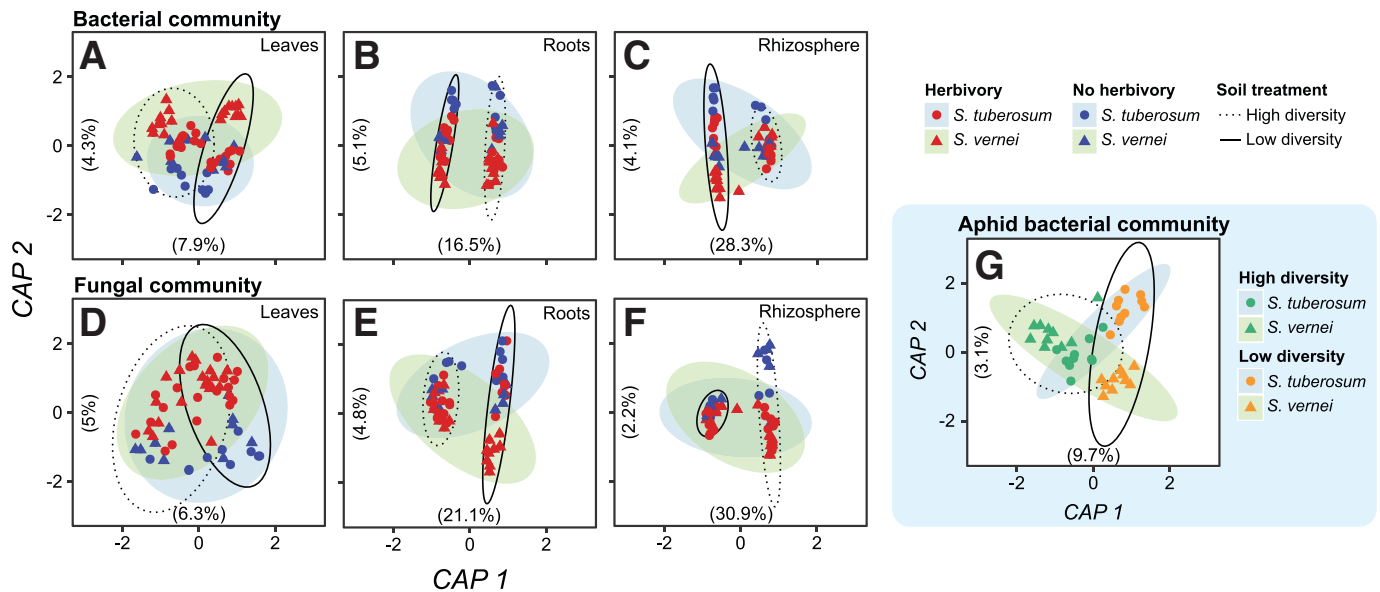 Bacterial community
A
Leaves
B
Roots
C
Rhizosphere
2
0
-2
(4.3%)
(7.9%)
(5.1%)
(16.5%)
(4.1%)
(28.3%)
CAP 2
Fungal community
D
Leaves
E
Roots
F
Rhizosphere
2
0
-2
(5%)
(6.3%)
(4.8%)
(21.1%)
(2.2%)
(30.9%)
-2 0 2
-2 0 2
-2 0 2
CAP 1
Herbivory
S. tuberosum
S. vernei
No herbivory
S. tuberosum
S. vernei
Soil treatment
High diversity
Low diversity
Aphid bacterial community
G
2
0
-2
CAP 2
(3.1%)
(9.7%)
-2 0 2
CAP 1
High diversity
S. tuberosum
S. vernei
Low diversity
S. tuberosum
S. vernei